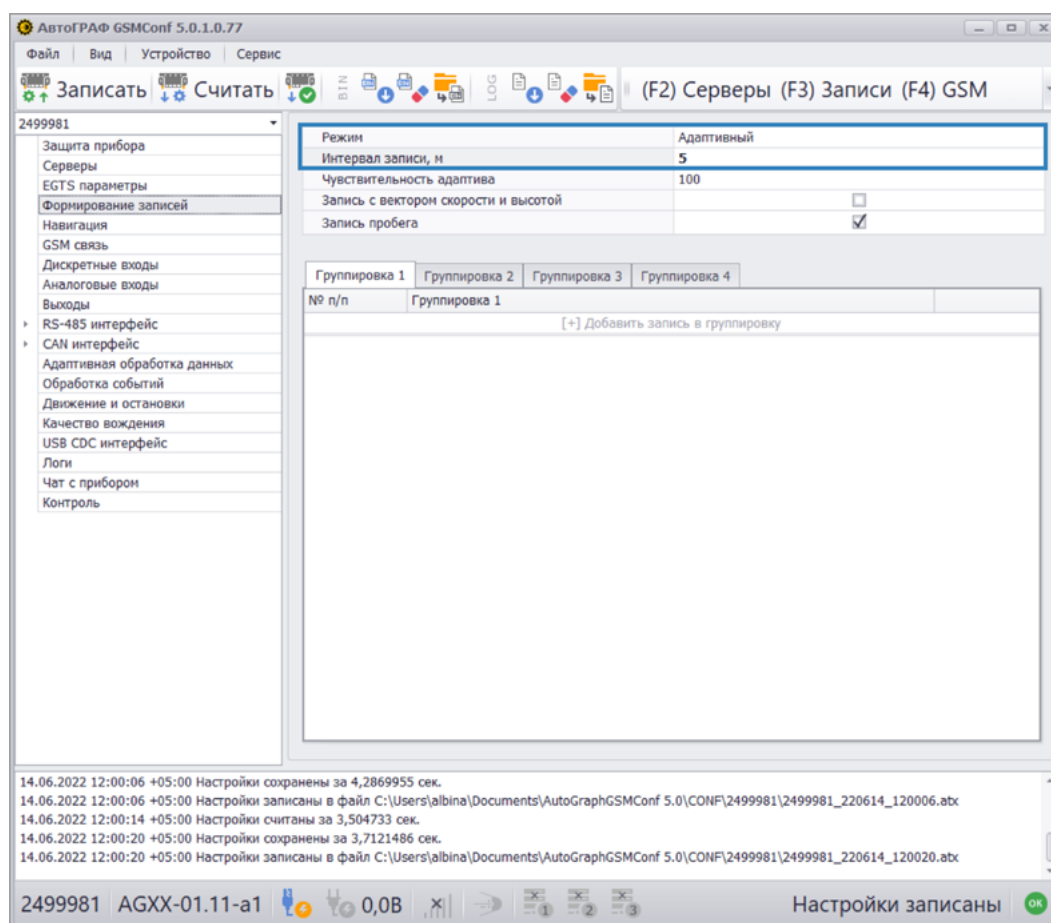 АвтоГРАФ GSMConf 5.0.1.0.77
Файл Вид Устройство Сервис
Записать Считать BIN LOG (F2) Серверы (F3) Записи (F4) GSM
2499981
Защита прибора
Серверы
EGTS параметры
Формирование записей
Навигация
GSM связь
Дискретные входы
Аналоговые входы
Выходы
RS-485 интерфейс
CAN интерфейс
Адаптивная обработка данных
Обработка событий
Движение и остановки
Качество вождения
USB CDC интерфейс
Логи
Чат с прибором
Контроль
Режим Адаптивный
Интервал записи, м 5
Чувствительность адаптива 100
Запись с вектором скорости и высотой
Запись пробега
Группировка 1 Группировка 2 Группировка 3 Группировка 4
№ п/п Группировка 1
[+] Добавить запись в группировку
14.06.2022 12:00:06 +05:00 Настройки сохранены за 4,2869955 сек.
14.06.2022 12:00:06 +05:00 Настройки записаны в файл C:\Users\albina\Documents\AutoGraphGSMConf 5.0\CONF\2499981\2499981_220614_120006.atx
14.06.2022 12:00:14 +05:00 Настройки считаны за 3,504733 сек.
14.06.2022 12:00:20 +05:00 Настройки сохранены за 3,7121486 сек.
14.06.2022 12:00:20 +05:00 Настройки записаны в файл C:\Users\albina\Documents\AutoGraphGSMConf 5.0\CONF\2499981\2499981_220614_120020.atx
2499981 AGXX-01.11-a1 0,0В 1 2 3 Настройки записаны OK